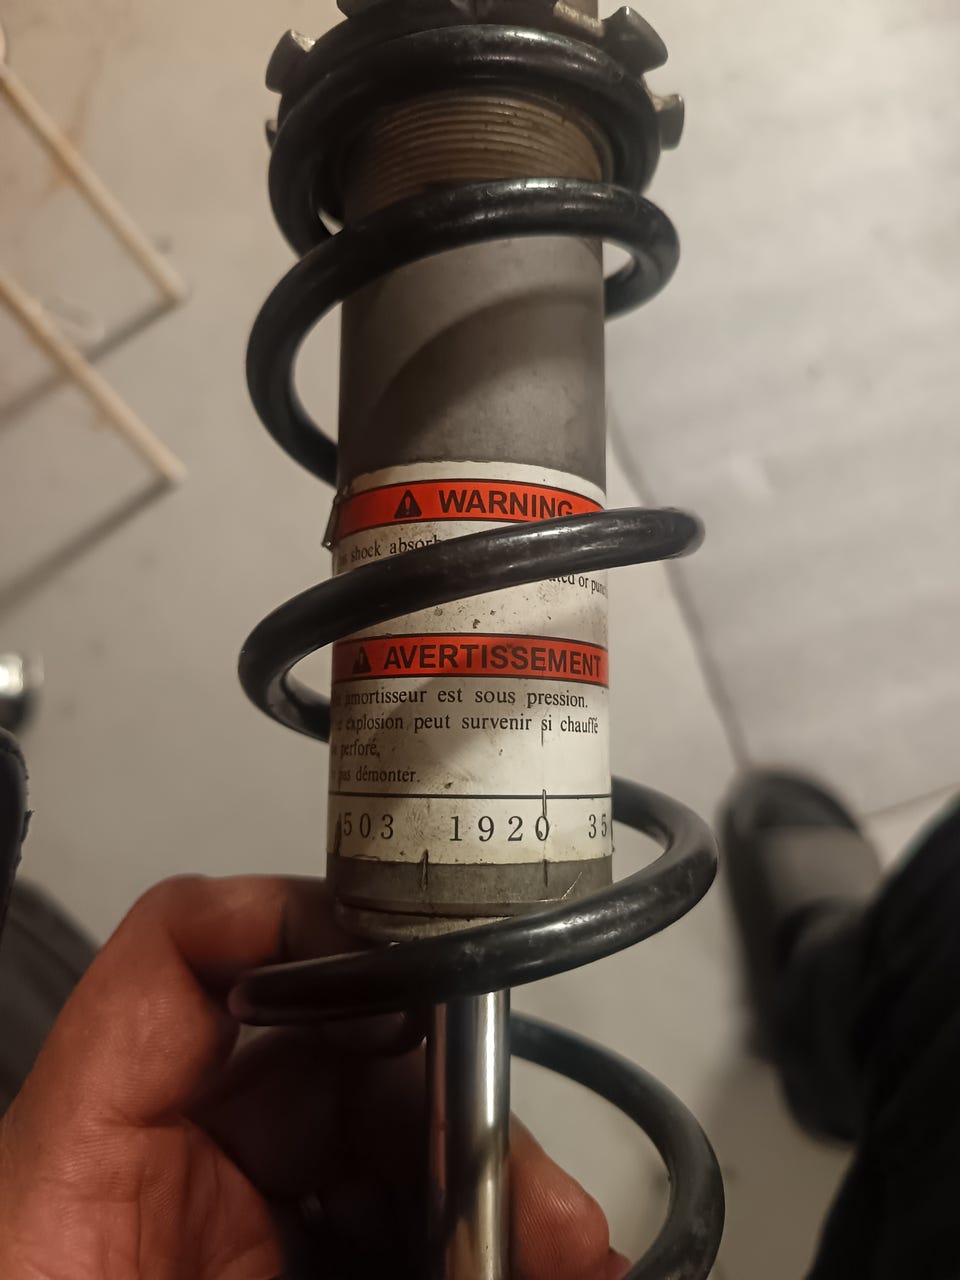 WARNING
shock absorb
or punc
AVERTISSEMENT
amortisseur est sous pression.
explosion peut survenir si chauffé
perforé,
pas démonter.
503 1920 35